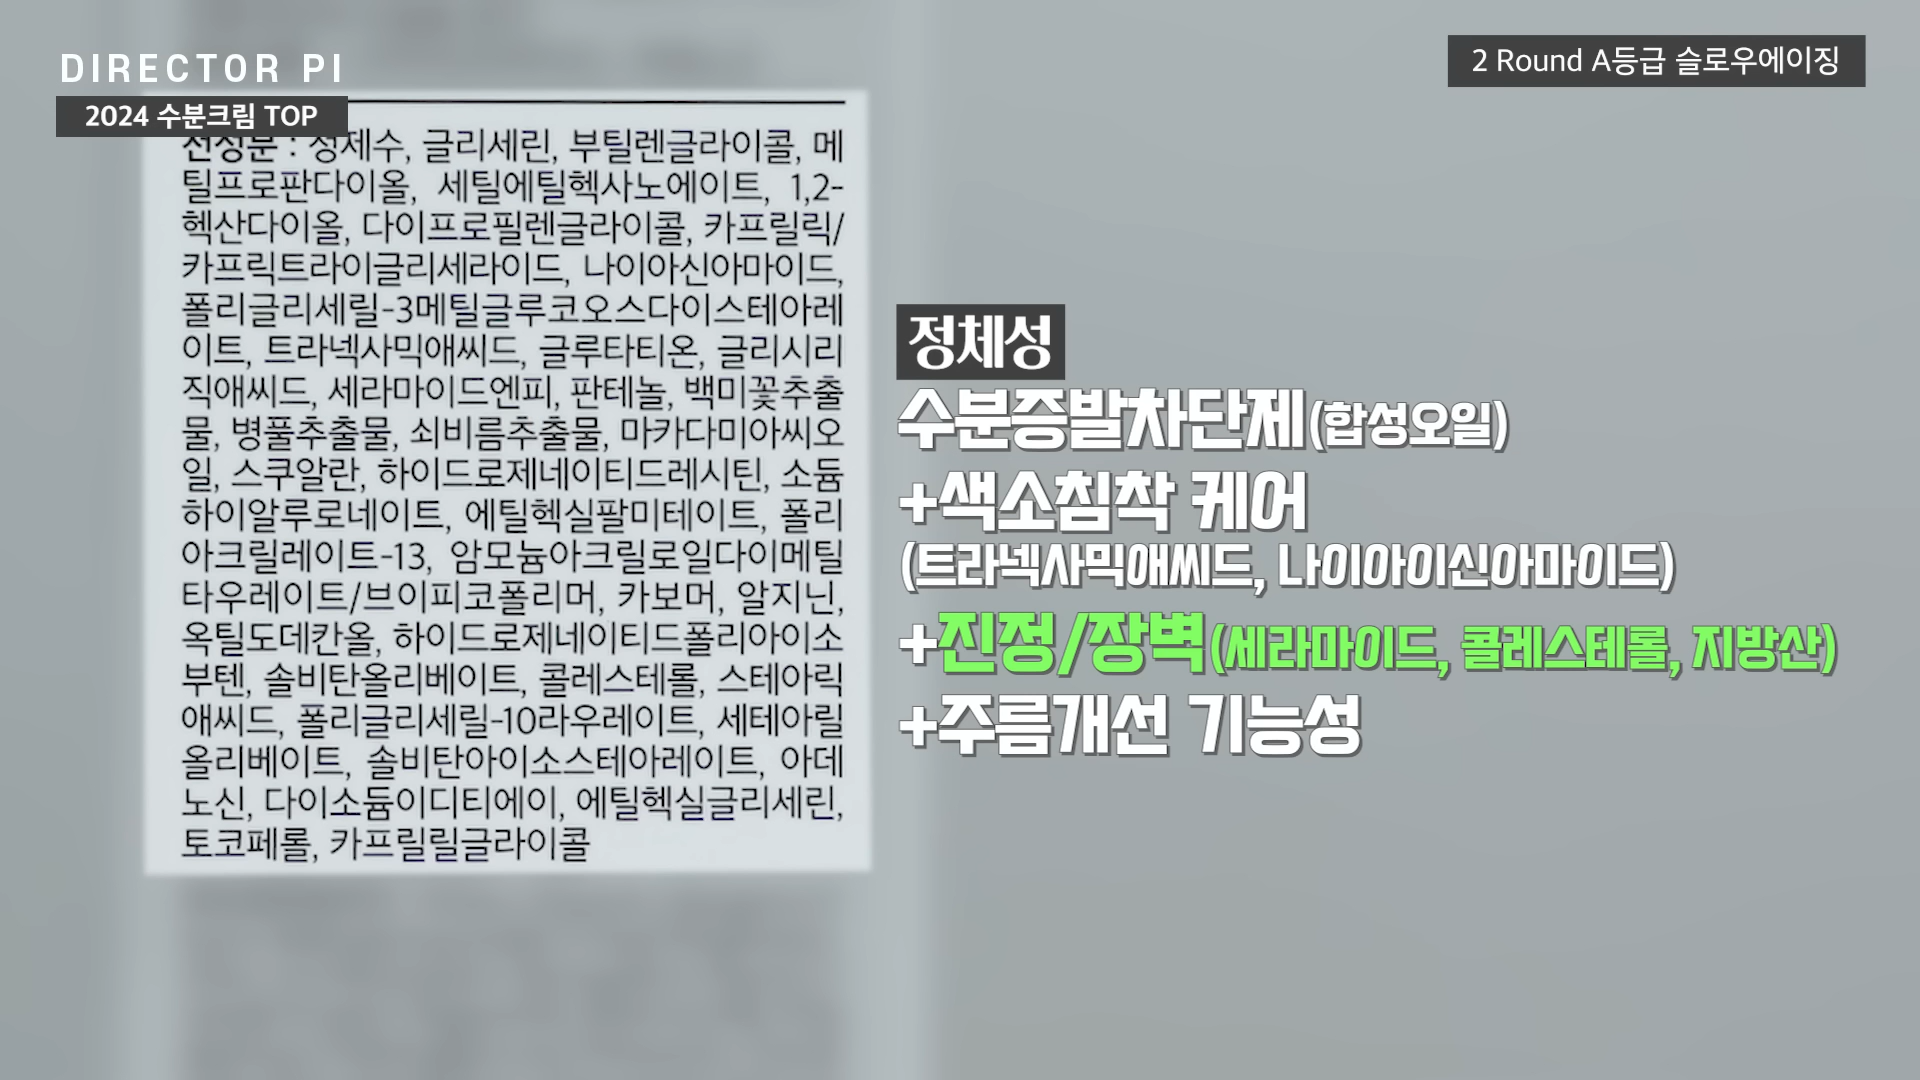 DIRECTOR PI
2024 수분크림 TOP
2 Round A등급 슬로우에이징
전성분 : 정제수, 글리세린, 부틸렌글라이콜, 메
틸프로판다이올, 세틸에틸헥사노에이트, 1,2-
헥산다이올, 다이프로필렌글라이콜, 카프릴릭/
카프릭트라이글리세라이드, 나이아신아마이드,
폴리글리세릴-3메틸글루코오스다이스테아레
이트, 트라넥사믹애씨드, 글루타티온, 글리시리
직애씨드, 세라마이드엔피, 판테놀, 백미꽃추출
물, 병풀추출물, 쇠비름추출물, 마카다미아씨오
일, 스쿠알란, 하이드로제네이티드레시틴, 소듐
하이알루로네이트, 에틸헥실팔미테이트, 폴리
아크릴레이트-13, 암모늄아크릴로일다이메틸
타우레이트/브이피코폴리머, 카보머, 알지닌,
옥틸도데칸올, 하이드로제네이티드폴리아이소
부텐, 솔비탄올리베이트, 콜레스테롤, 스테아릭
애씨드, 폴리글리세릴-10라우레이트, 세테아릴
올리베이트, 솔비탄아이소스테아레이트, 아데
노신, 다이소듐이디티에이, 에틸헥실글리세린,
토코페롤, 카프릴릴글라이콜
정체성
수분증발차단제(합성오일)
+색소침착 케어
(트라넥사믹애씨드, 나이아이신아마이드)
+진정/장벽(세라마이드, 콜레스테롤, 지방산)
+주름개선 기능성